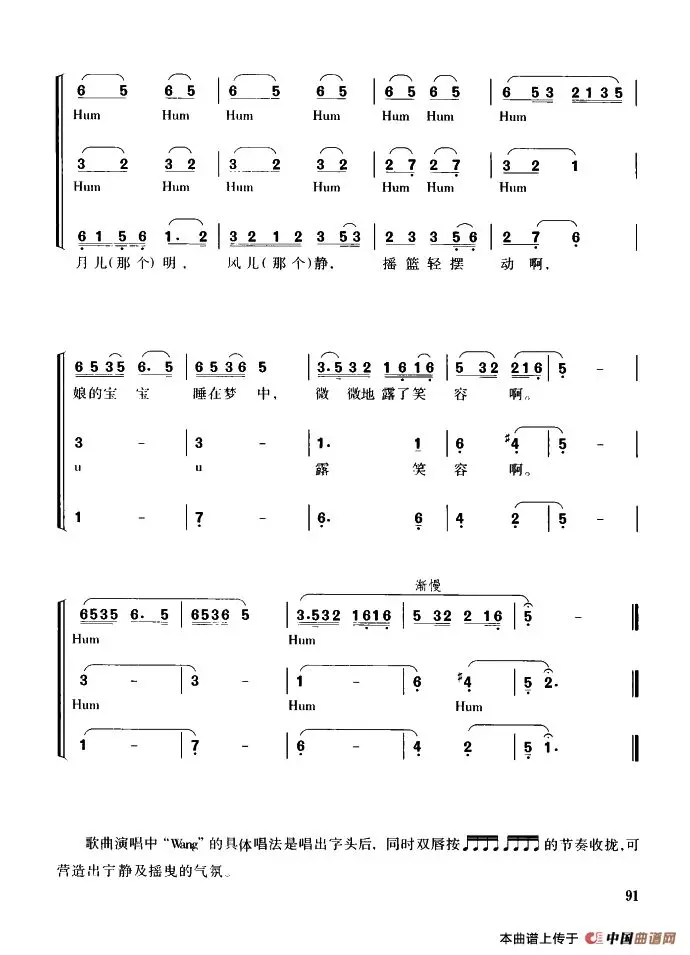 6 5 6 5 | 6 5 6 5 | 6 5 6 5 | 6 53 2135 |
Hum Hum Hum Hum Hum Hum Hum
3 2 3 2 | 3 2 3 2 | 2 7 2 7 | 3 2 1 |
Hum Hum Hum Hum Hum Hum Hum
6 1 5 6 1. 2 | 3 2 1 2 3 53 | 2 3 3 56 | 2 7 6 |
月儿(那个)明, 风儿(那个)静, 摇篮轻摆 动啊,
6535 6. 5 | 6536 5 | 3.532 1616 | 5 32 216 | 5 – |
娘的宝 宝 睡在梦 中, 微 微地露了笑 容 啊。
3 – | 3 – | 1. 1 | 6 #4 | 5 – |
u u 露 笑 容 啊。
1 – | 7 – | 6. 6 | 4 2 | 5 – |
渐慢
6535 6. 5 | 6536 5 | 3.532 1616 | 5 32 2 16 | 5 –
Hum Hum
3 – | 3 – | 1 – | 6 #4 | 5 2.
Hum Hum Hum
1 – | 7 – | 6 – | 4 2 | 5 1.
歌曲演唱中“Wang”的具体唱法是唱出字头后, 同时双唇按 的节奏收拢,可
营造出宁静及摇曳的气氛。
91
本曲谱上传于 中国曲谱网